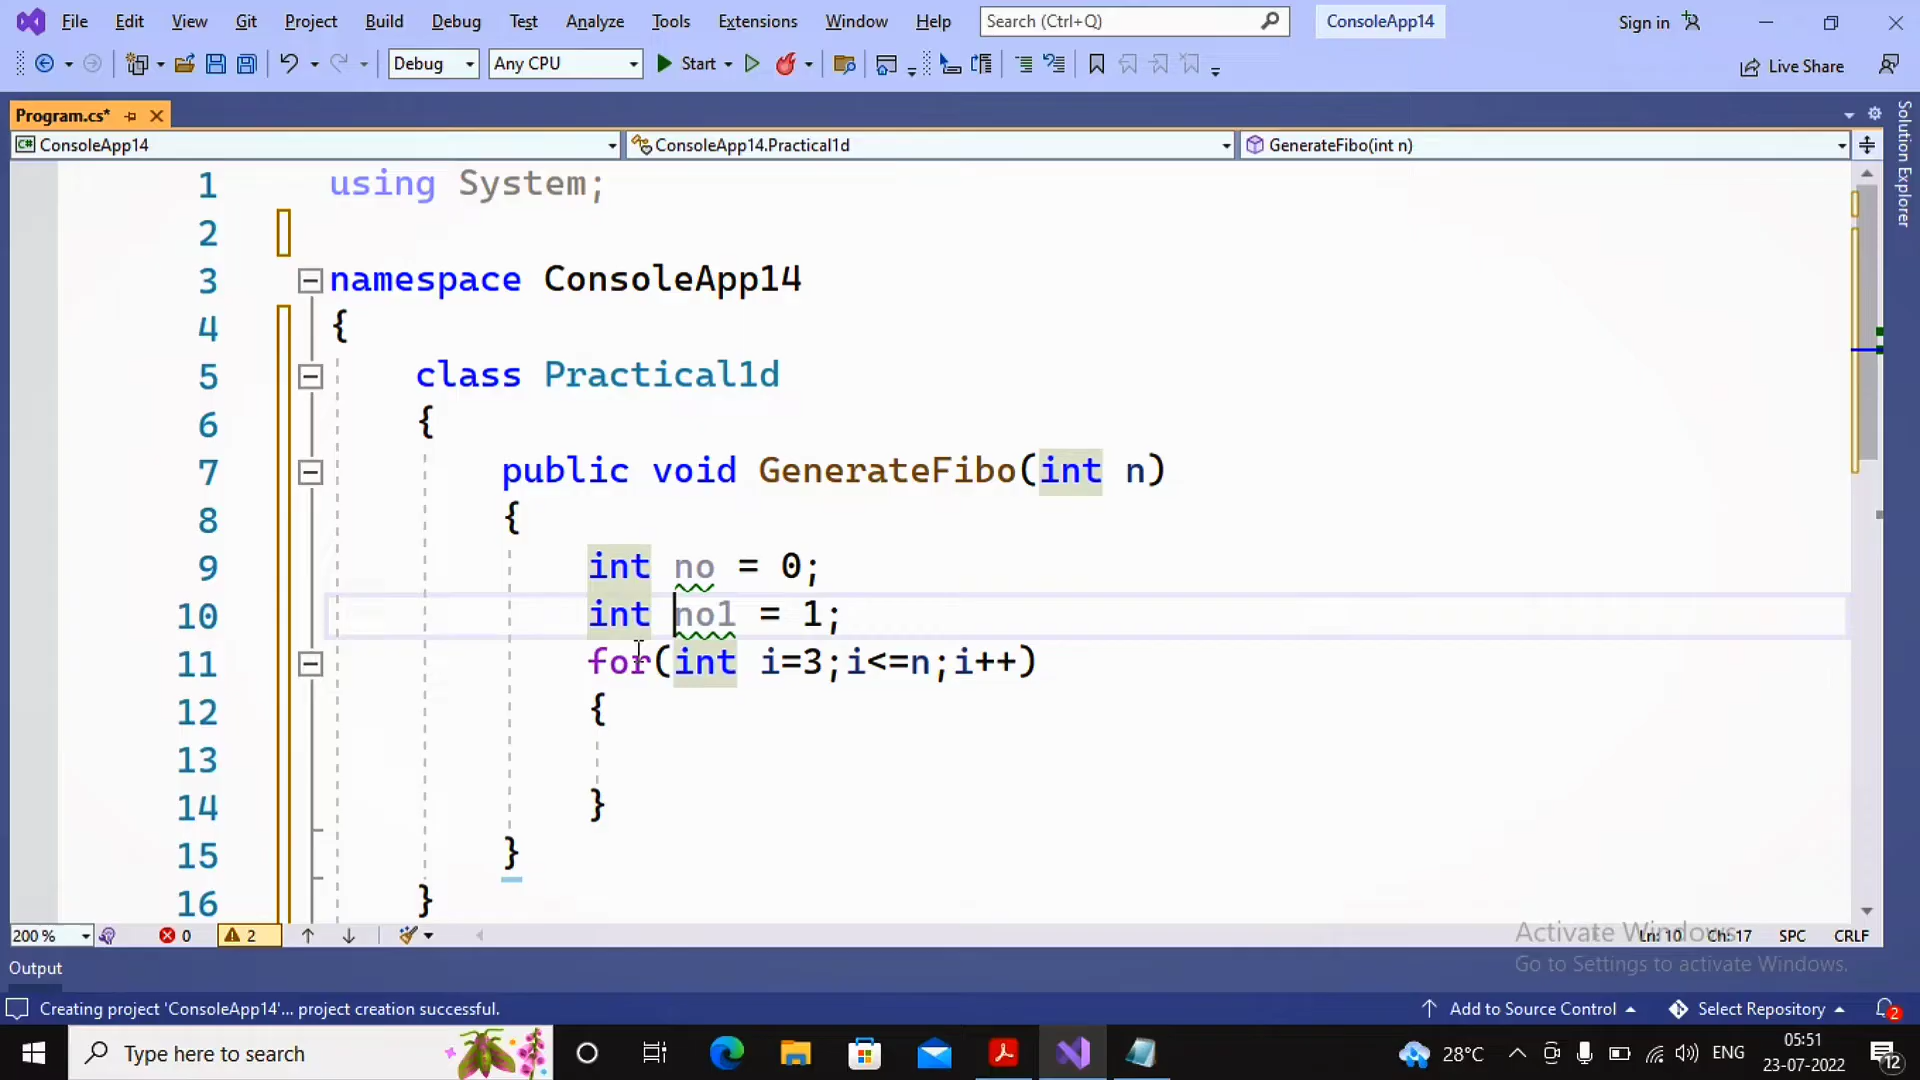 File Edit View Git Project Build Debug Test Analyze Tools Extensions Window Help Search (Ctrl+Q) ConsoleApp14 Sign in
Debug Any CPU Start Live Share
Program.cs*
ConsoleApp14 ConsoleApp14.Practical1d GenerateFibo(int n)
Solution Explorer
1 using System;
2
3 namespace ConsoleApp14
4 {
5 class Practical1d
6 {
7 public void GenerateFibo(int n)
8 {
9 int no = 0;
10 int no1 = 1;
11 for(int i=3;i<=n;i++)
12 {
13
14 }
15 }
16 }
200 % 0 2 Ln: 10 Ch: 17 SPC CRLF
Activate Windows
Go to Settings to activate Windows.
Output
Creating project 'ConsoleApp14'... project creation successful. Add to Source Control Select Repository 2
Type here to search 28°C ENG 05:51
23-07-2022 12